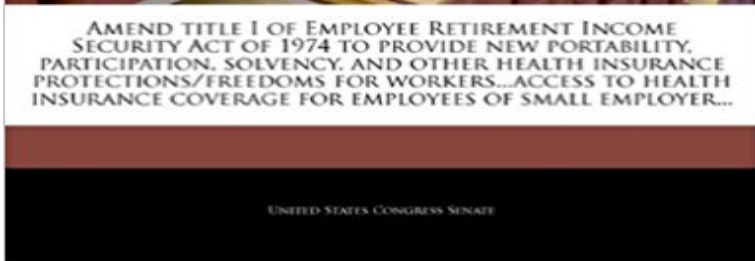 Amend title I of Employee Retirement Income
Security Act of 1974 to provide new portability,
participation, solvency, and other health insurance
protections/freedoms for workers...access to health
insurance coverage for employees of small employer...
United States Congress Senate